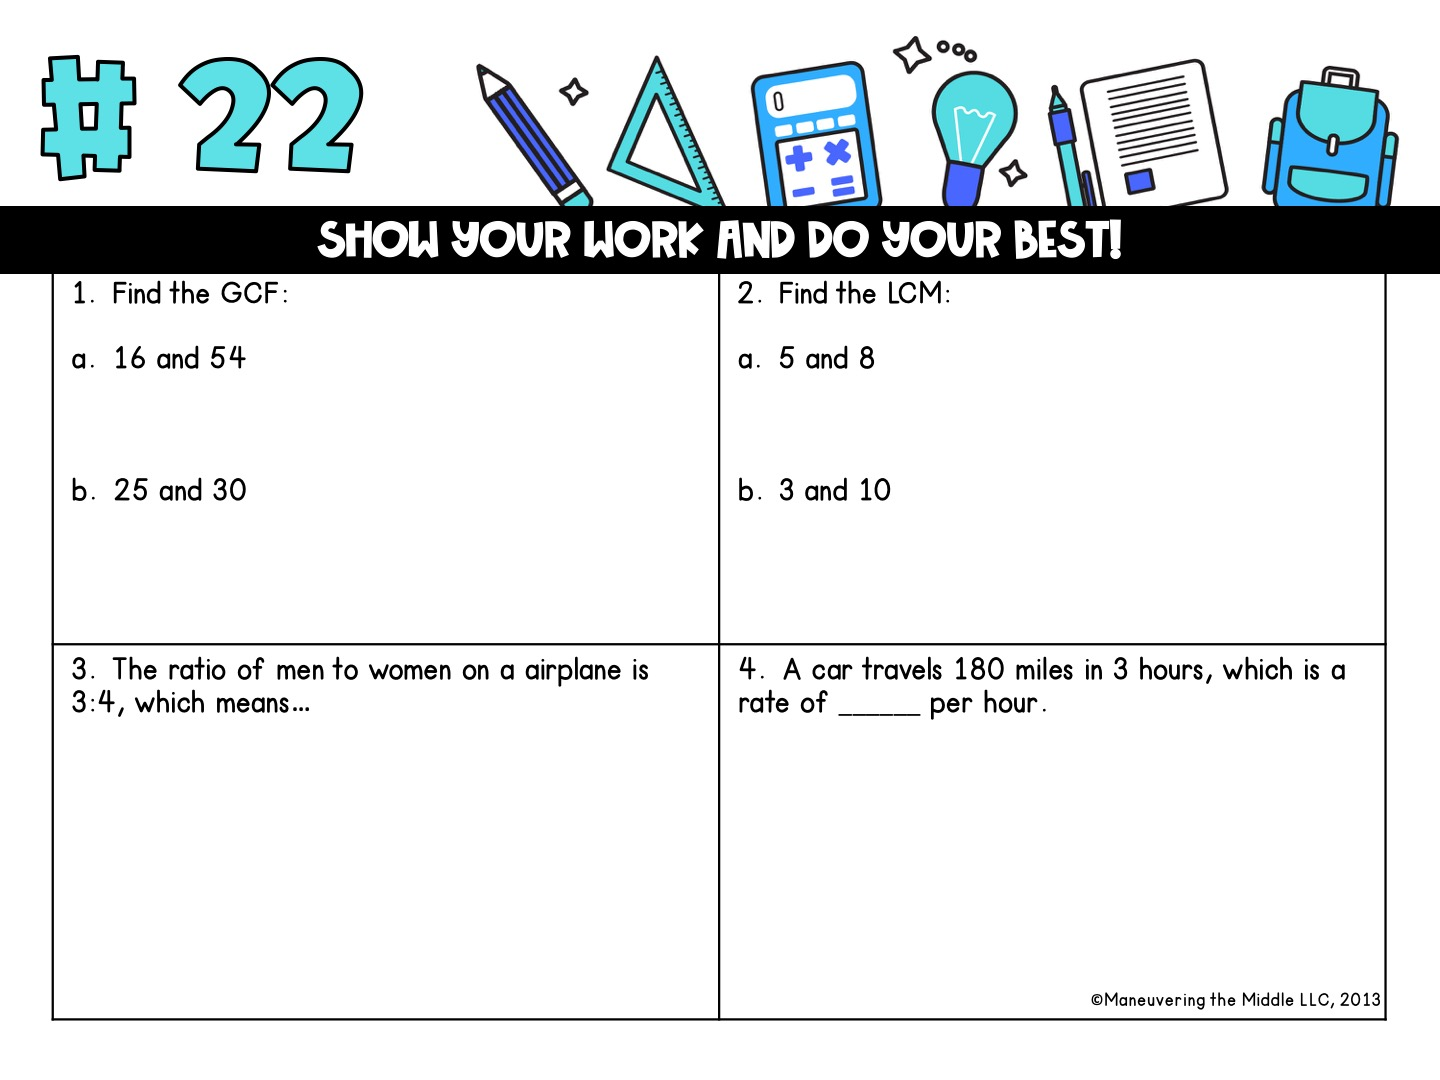 # 22
0
SHOW YOUR WORK AND DO YOUR BEST!
1. Find the GCF:
a. 16 and 54
b. 25 and 30
2. Find the LCM:
a. 5 and 8
b. 3 and 10
3. The ratio of men to women on a airplane is
3:4, which means...
4. A car travels 180 miles in 3 hours, which is a
rate of ______ per hour.
©Maneuvering the Middle LLC, 2013